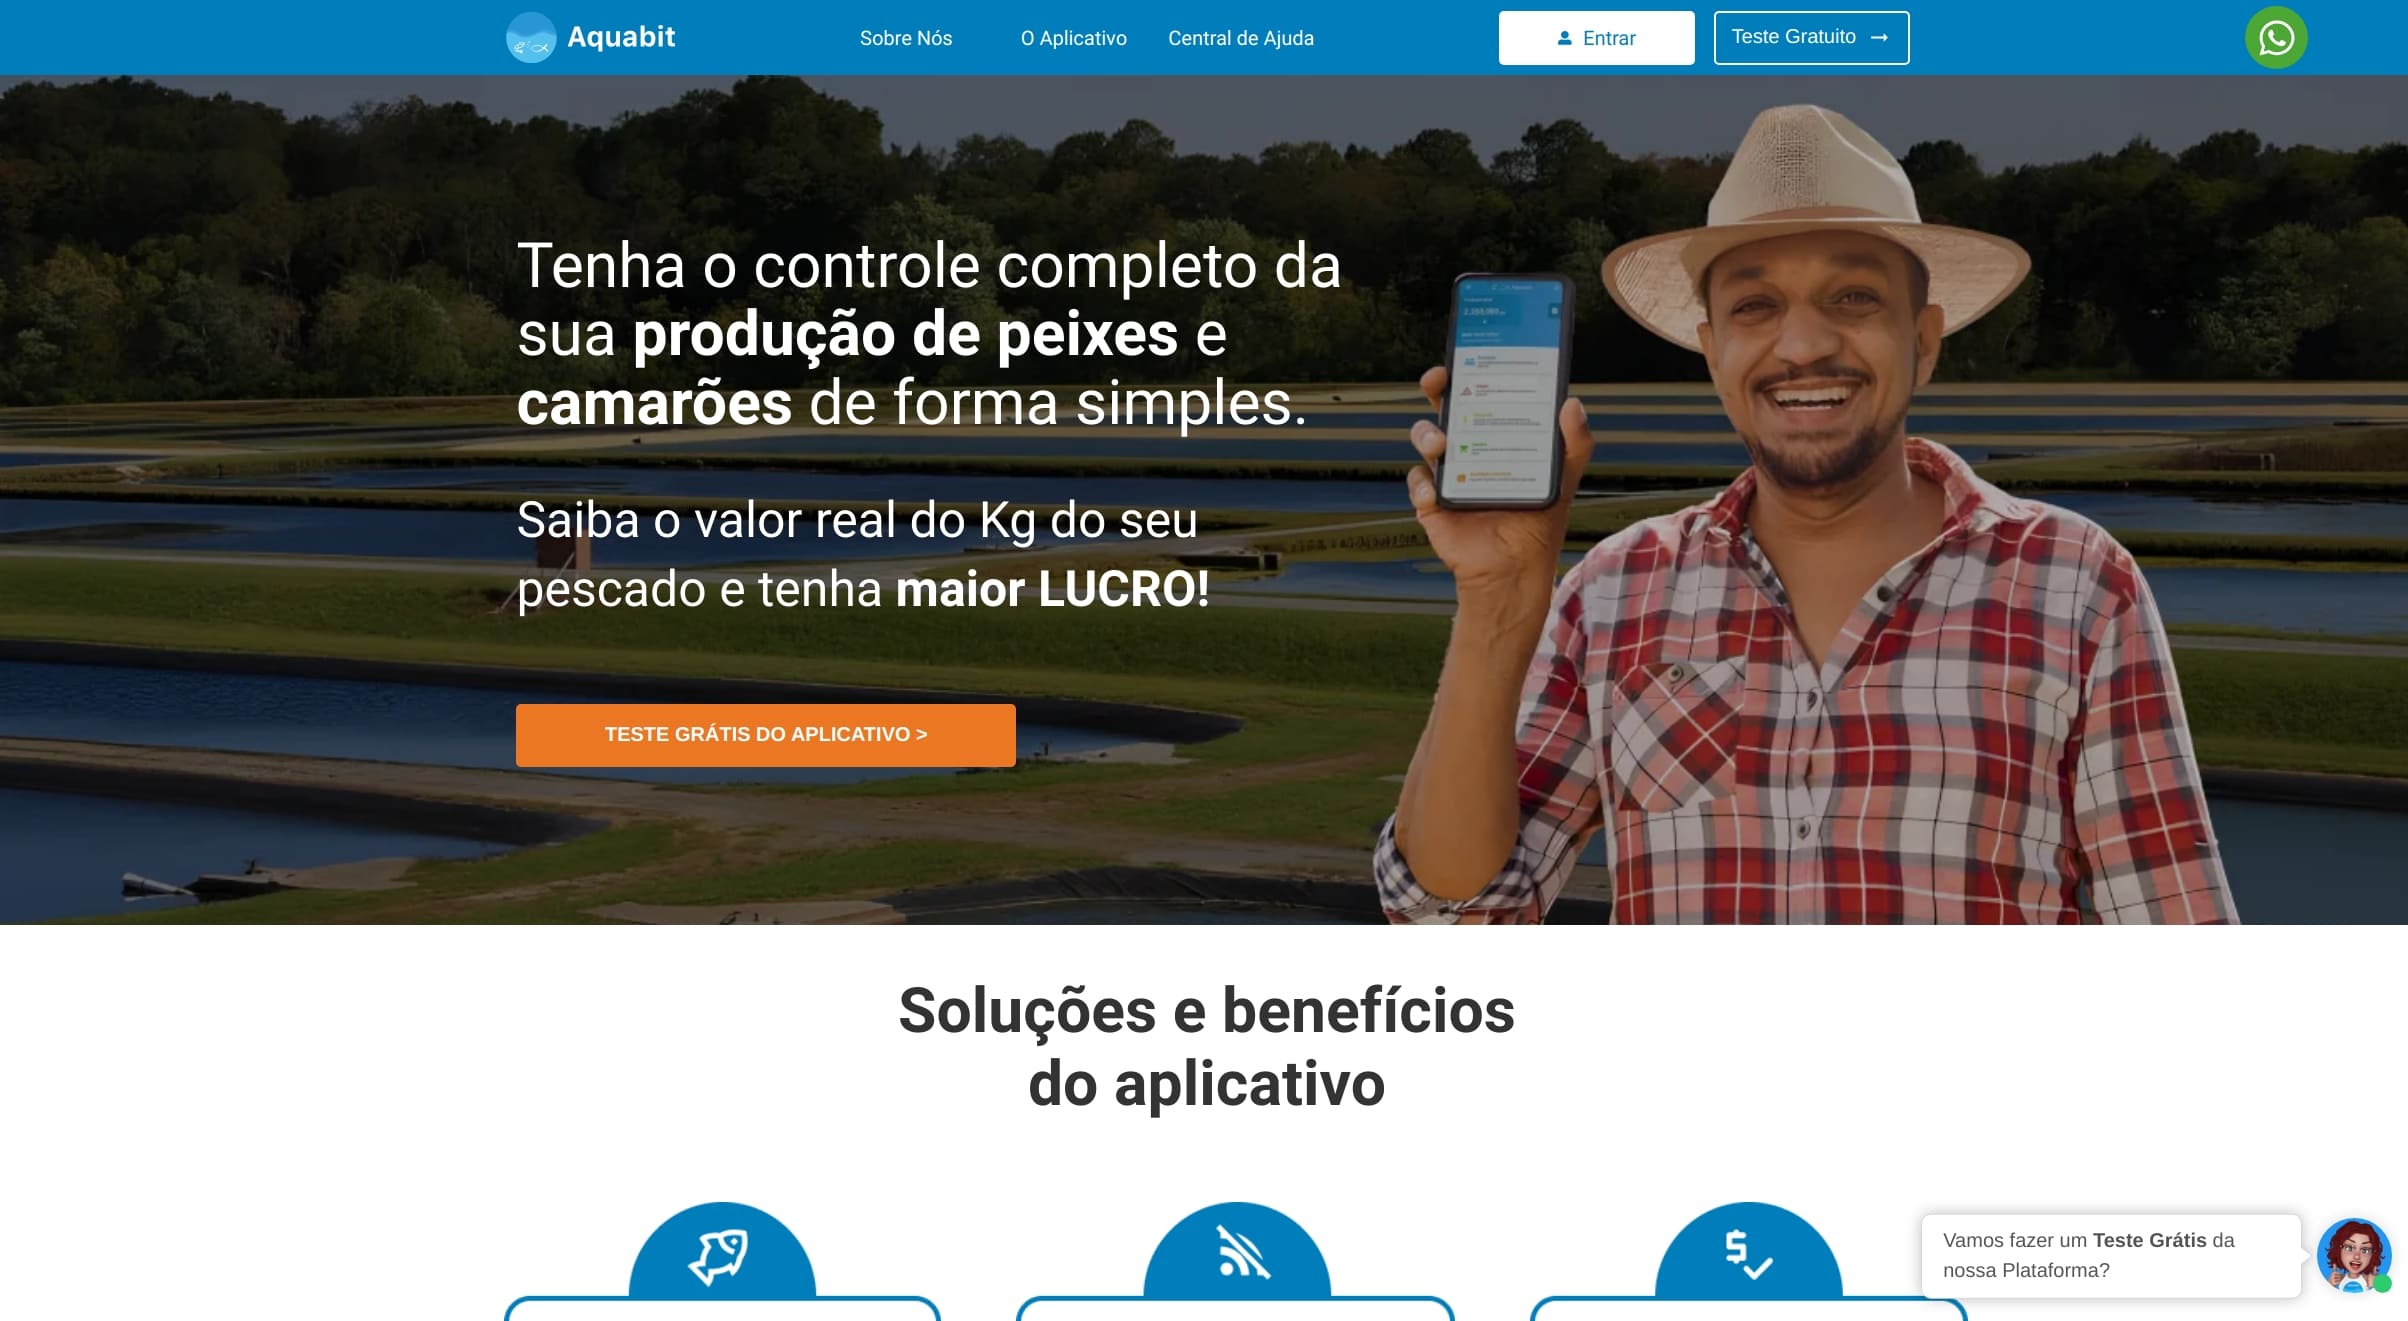 Aquabit
Sobre Nós
O Aplicativo
Central de Ajuda
Entrar
Teste Gratuito
Tenha o controle completo da
sua produção de peixes e
camarões de forma simples.
Saiba o valor real do Kg do seu
pescado e tenha maior LUCRO!
TESTE GRÁTIS DO APLICATIVO >
Soluções e benefícios
do aplicativo
Vamos fazer um Teste Grátis da
nossa Plataforma?